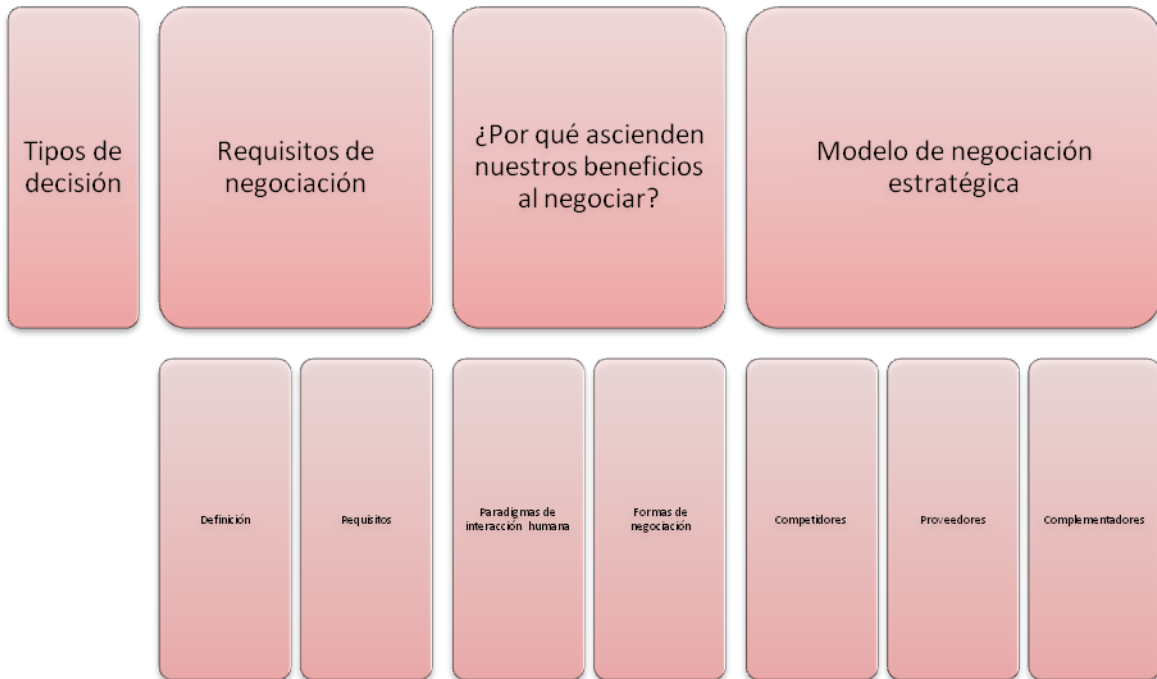 Tipos de
decisión
Requisitos de
negociación
¿Por qué ascienden
nuestros beneficios
al negociar?
Modelo de negociación
estratégica
Definición
Requisitos
Paradigmas de
interacción humana
Formas de
negociación
Competidores
Proveedores
Complementadores